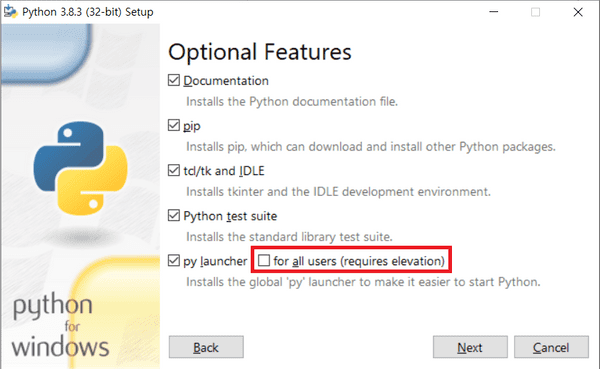 Python 3.8.3 (32-bit) Setup
Optional Features
Documentation
Installs the Python documentation file.
pip
Installs pip, which can download and install other Python packages.
tcl/tk and IDLE
Installs tkinter and the IDLE development environment.
Python test suite
Installs the standard library test suite.
py launcher for all users (requires elevation)
Installs the global 'py' launcher to make it easier to start Python.
python
for
windows
Back Next Cancel